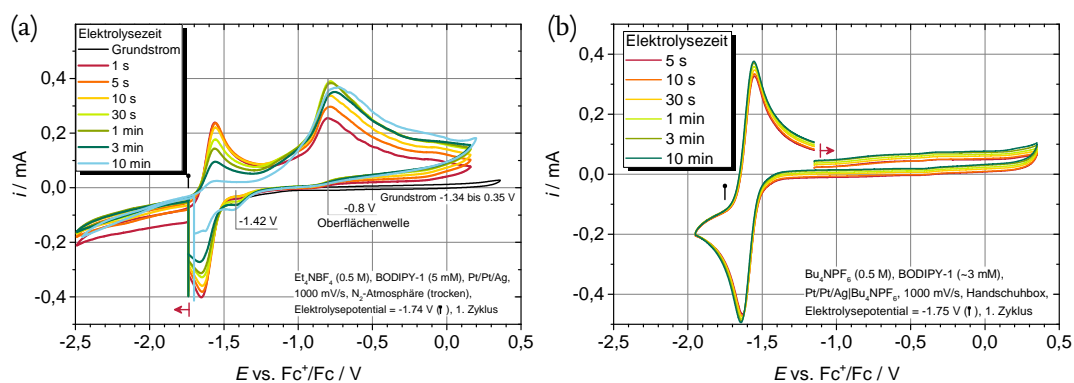 (a)
Elektrolysezeit
Grundstrom
1 s
5 s
10 s
30 s
1 min
3 min
10 min
0,4
0,2
0,0
-0,2
-0,4
i / mA
-1.42 V
-0.8 V
Oberflächenwelle
Grundstrom -1.34 bis 0.35 V
Et₄NBF₄ (0.5 M), BODIPY-1 (5 mM), Pt/Pt/Ag,
1000 mV/s, N₂-Atmosphäre (trocken),
Elektrolysepotential = -1.74 V ( ), 1. Zyklus
-2,5 -2,0 -1,5 -1,0 -0,5 0,0 0,5
E vs. Fc⁺/Fc / V
(b)
Elektrolysezeit
5 s
10 s
30 s
1 min
3 min
10 min
0,4
0,2
0,0
-0,2
-0,4
i / mA
Bu₄NPF₆ (0.5 M), BODIPY-1 (~3 mM),
Pt/Pt/Ag|Bu₄NPF₆, 1000 mV/s, Handschuhbox,
Elektrolysepotential = -1.75 V ( ), 1. Zyklus
-2,5 -2,0 -1,5 -1,0 -0,5 0,0 0,5
E vs. Fc⁺/Fc / V